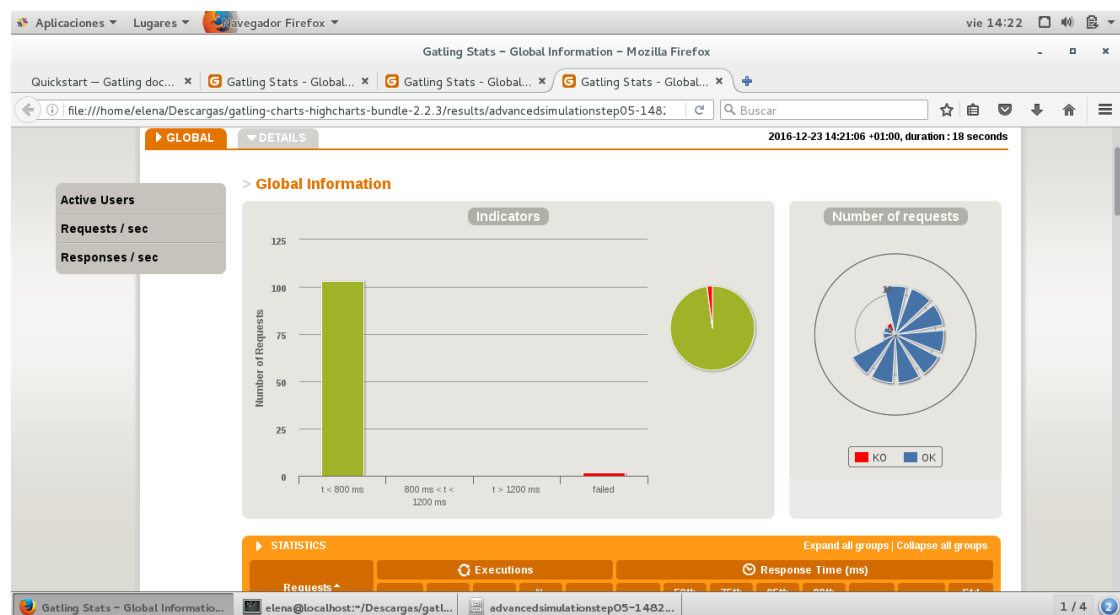 Aplicaciones Lugares Navegador Firefox vie 14:22
Gatling Stats - Global Information - Mozilla Firefox
Quickstart — Gatling doc... Gatling Stats - Global... Gatling Stats - Global... Gatling Stats - Global...
file:///home/elena/Descargas/gatling-charts-highcharts-bundle-2.2.3/results/advancedsimulationstep05-1482 Buscar
GLOBAL DETAILS 2016-12-23 14:21:06 +01:00, duration : 18 seconds
> Global Information
Active Users
Requests / sec
Responses / sec
Indicators
Number of Requests
125
100
75
50
25
0
t < 800 ms
800 ms < t < 1200 ms
t > 1200 ms
failed
Number of requests
KO OK
STATISTICS Expand all groups | Collapse all groups
Executions Response Time (ms)
Requests
Gatling Stats - Global Informatio... elena@localhost:~/Descargas/gatl... advancedsimulationstep05-1482... 1 / 4 2